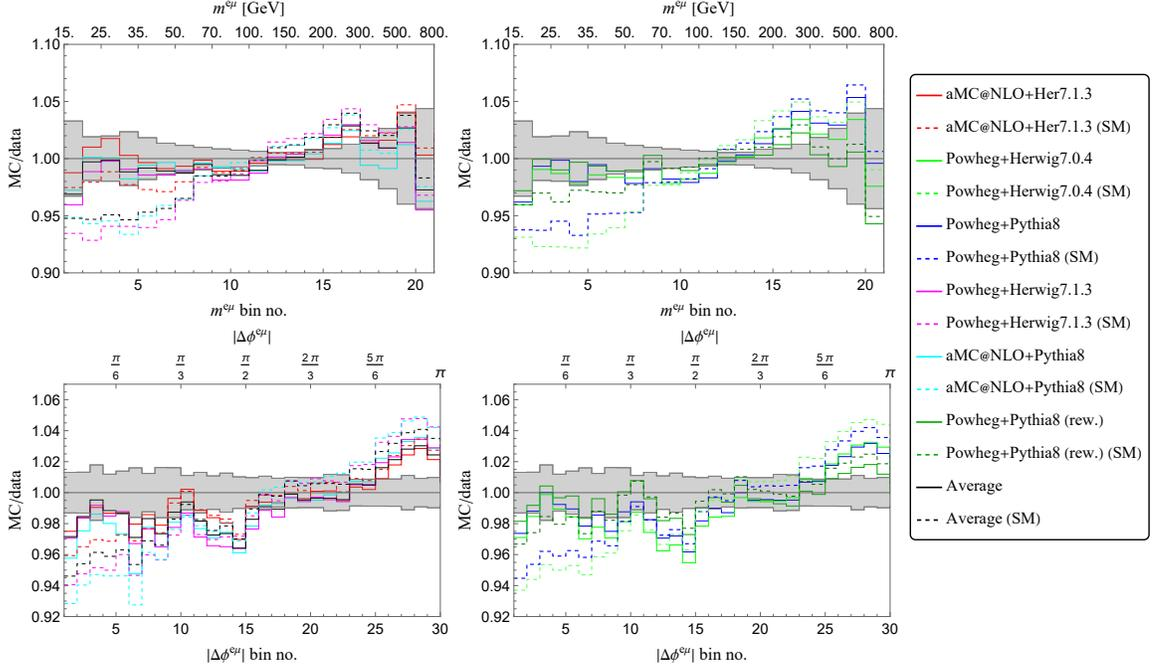 m^{eμ} [GeV]
15. 25. 35. 50. 70. 100. 150. 200. 300. 500. 800.
1.10
1.05
1.00
0.95
0.90
MC/data
5 10 15 20
m^{eμ} bin no.
m^{eμ} [GeV]
15. 25. 35. 50. 70. 100. 150. 200. 300. 500. 800.
1.10
1.05
1.00
0.95
0.90
MC/data
5 10 15 20
m^{eμ} bin no.
|Δϕ^{eμ}|
π/6 π/3 π/2 2π/3 5π/6 π
1.06
1.04
1.02
1.00
0.98
0.96
0.94
0.92
MC/data
5 10 15 20 25 30
|Δϕ^{eμ}| bin no.
|Δϕ^{eμ}|
π/6 π/3 π/2 2π/3 5π/6 π
1.06
1.04
1.02
1.00
0.98
0.96
0.94
0.92
MC/data
5 10 15 20 25 30
|Δϕ^{eμ}| bin no.
aMC@NLO+Her7.1.3
aMC@NLO+Her7.1.3 (SM)
Powheg+Herwig7.0.4
Powheg+Herwig7.0.4 (SM)
Powheg+Pythia8
Powheg+Pythia8 (SM)
Powheg+Herwig7.1.3
Powheg+Herwig7.1.3 (SM)
aMC@NLO+Pythia8
aMC@NLO+Pythia8 (SM)
Powheg+Pythia8 (rew.)
Powheg+Pythia8 (rew.) (SM)
Average
Average (SM)